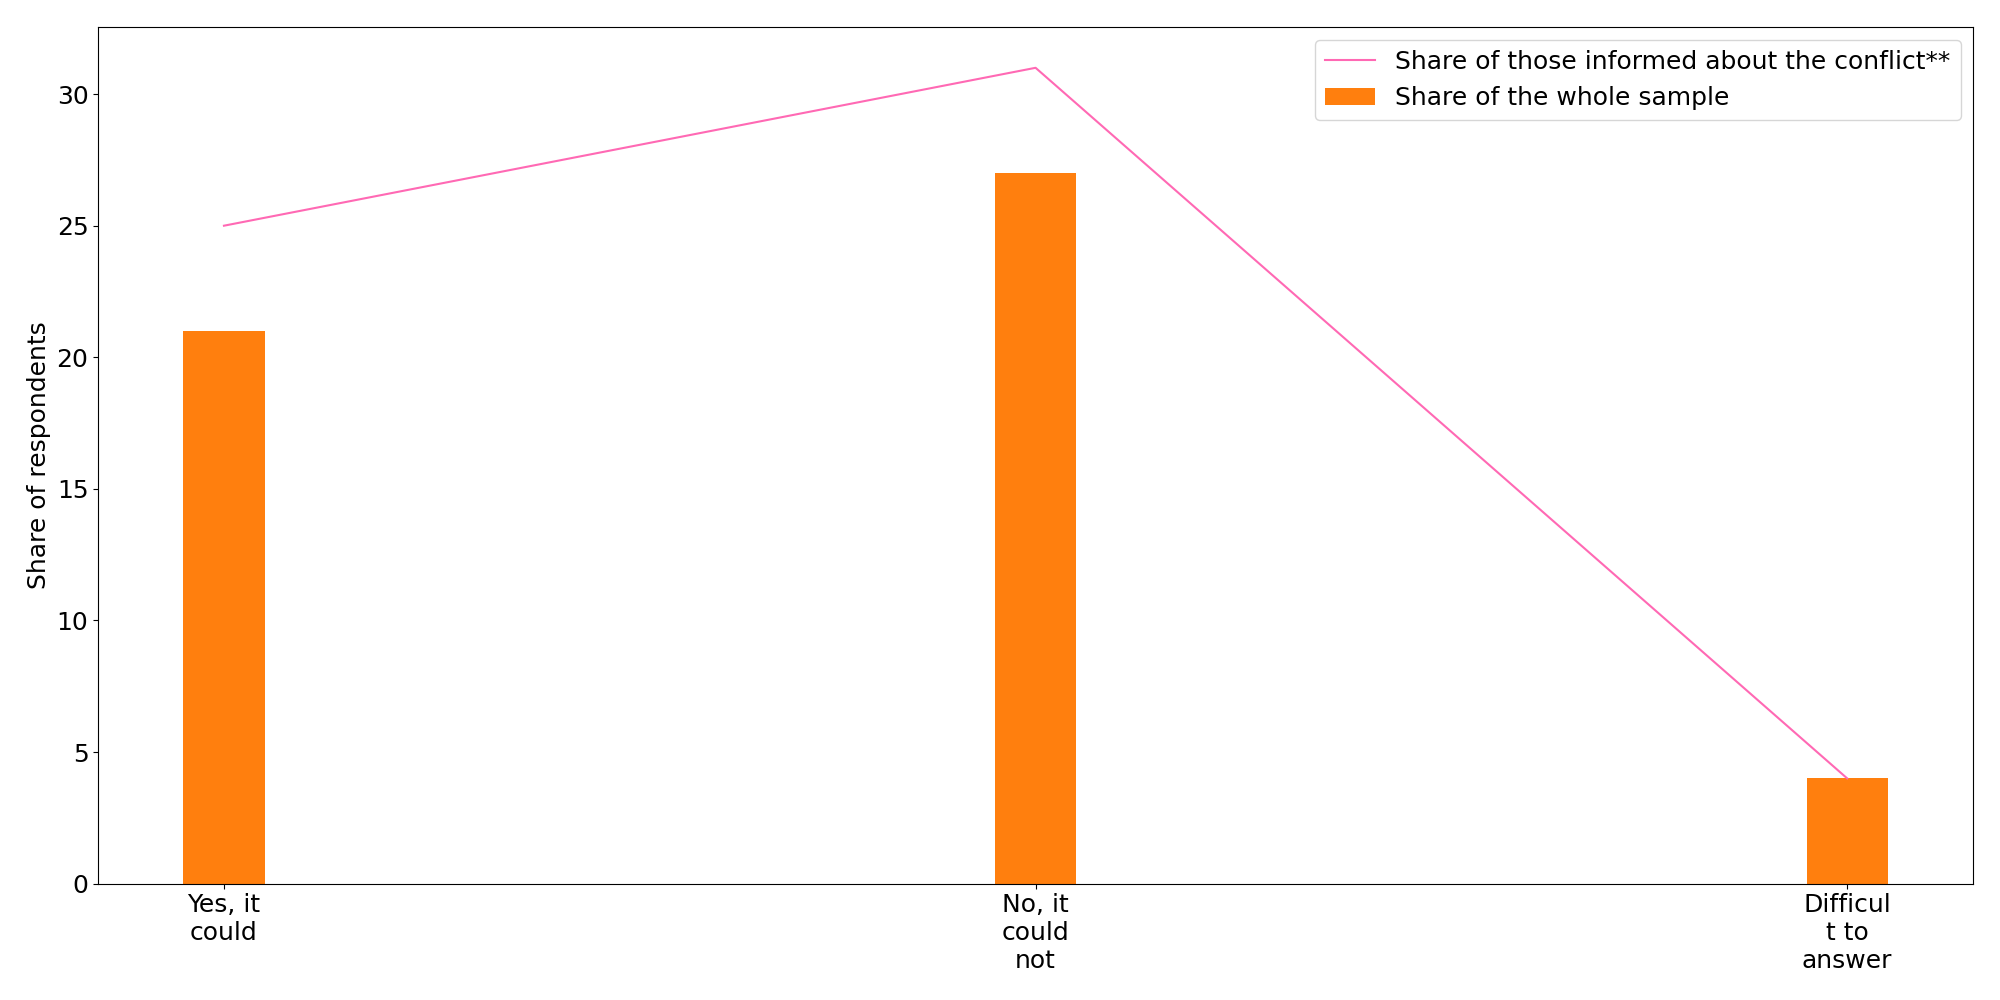 Share of those informed about the conflict**
Share of the whole sample
Share of respondents
30
25
20
15
10
5
0
Yes, it
could
No, it
could
not
Difficul
t to
answer